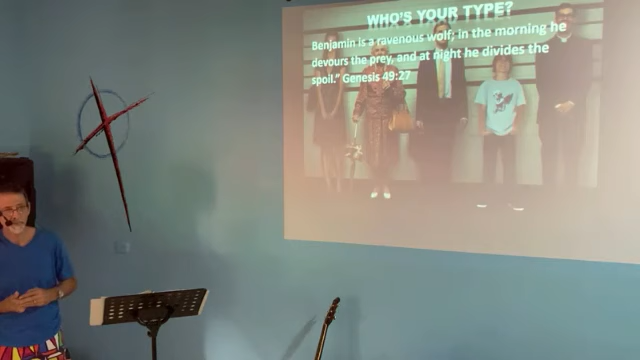 WHO'S YOUR TYPE?
Benjamin is a ravenous wolf; in the morning he
devours the prey, and at night he divides the
spoil.” Genesis 49:27